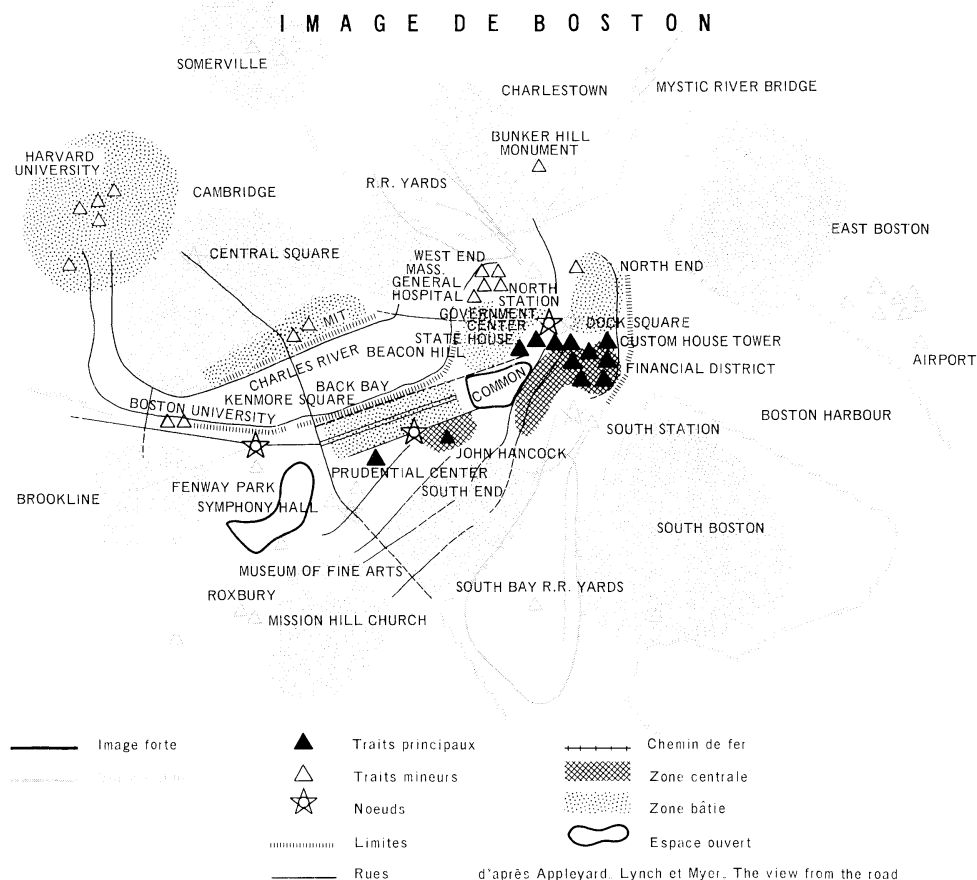 IMAGE DE BOSTON
SOMERVILLE
CHARLESTOWN
MYSTIC RIVER BRIDGE
BUNKER HILL
MONUMENT
HARVARD
UNIVERSITY
R.R. YARDS
CAMBRIDGE
EAST BOSTON
CENTRAL SQUARE
WEST END
MASS.
GENERAL
HOSPITAL
NORTH END
NORTH
STATION
GOVERNMENT
CENTER
STATE HOUSE
MIT
DOCK SQUARE
CUSTOM HOUSE TOWER
CHARLES RIVER
BEACON HILL
AIRPORT
FINANCIAL DISTRICT
COMMON
BACK BAY
KENMORE SQUARE
BOSTON UNIVERSITY
BOSTON HARBOUR
SOUTH STATION
JOHN HANCOCK
PRUDENTIAL CENTER
SOUTH END
BROOKLINE
FENWAY PARK
SYMPHONY HALL
SOUTH BOSTON
MUSEUM OF FINE ARTS
SOUTH BAY R.R. YARDS
ROXBURY
MISSION HILL CHURCH
Image forte
Traits principaux
Chemin de fer
Traits mineurs
Zone centrale
Noeuds
Zone bâtie
Limites
Espace ouvert
Rues
d'après Appleyard. Lynch et Myer. The view from the road